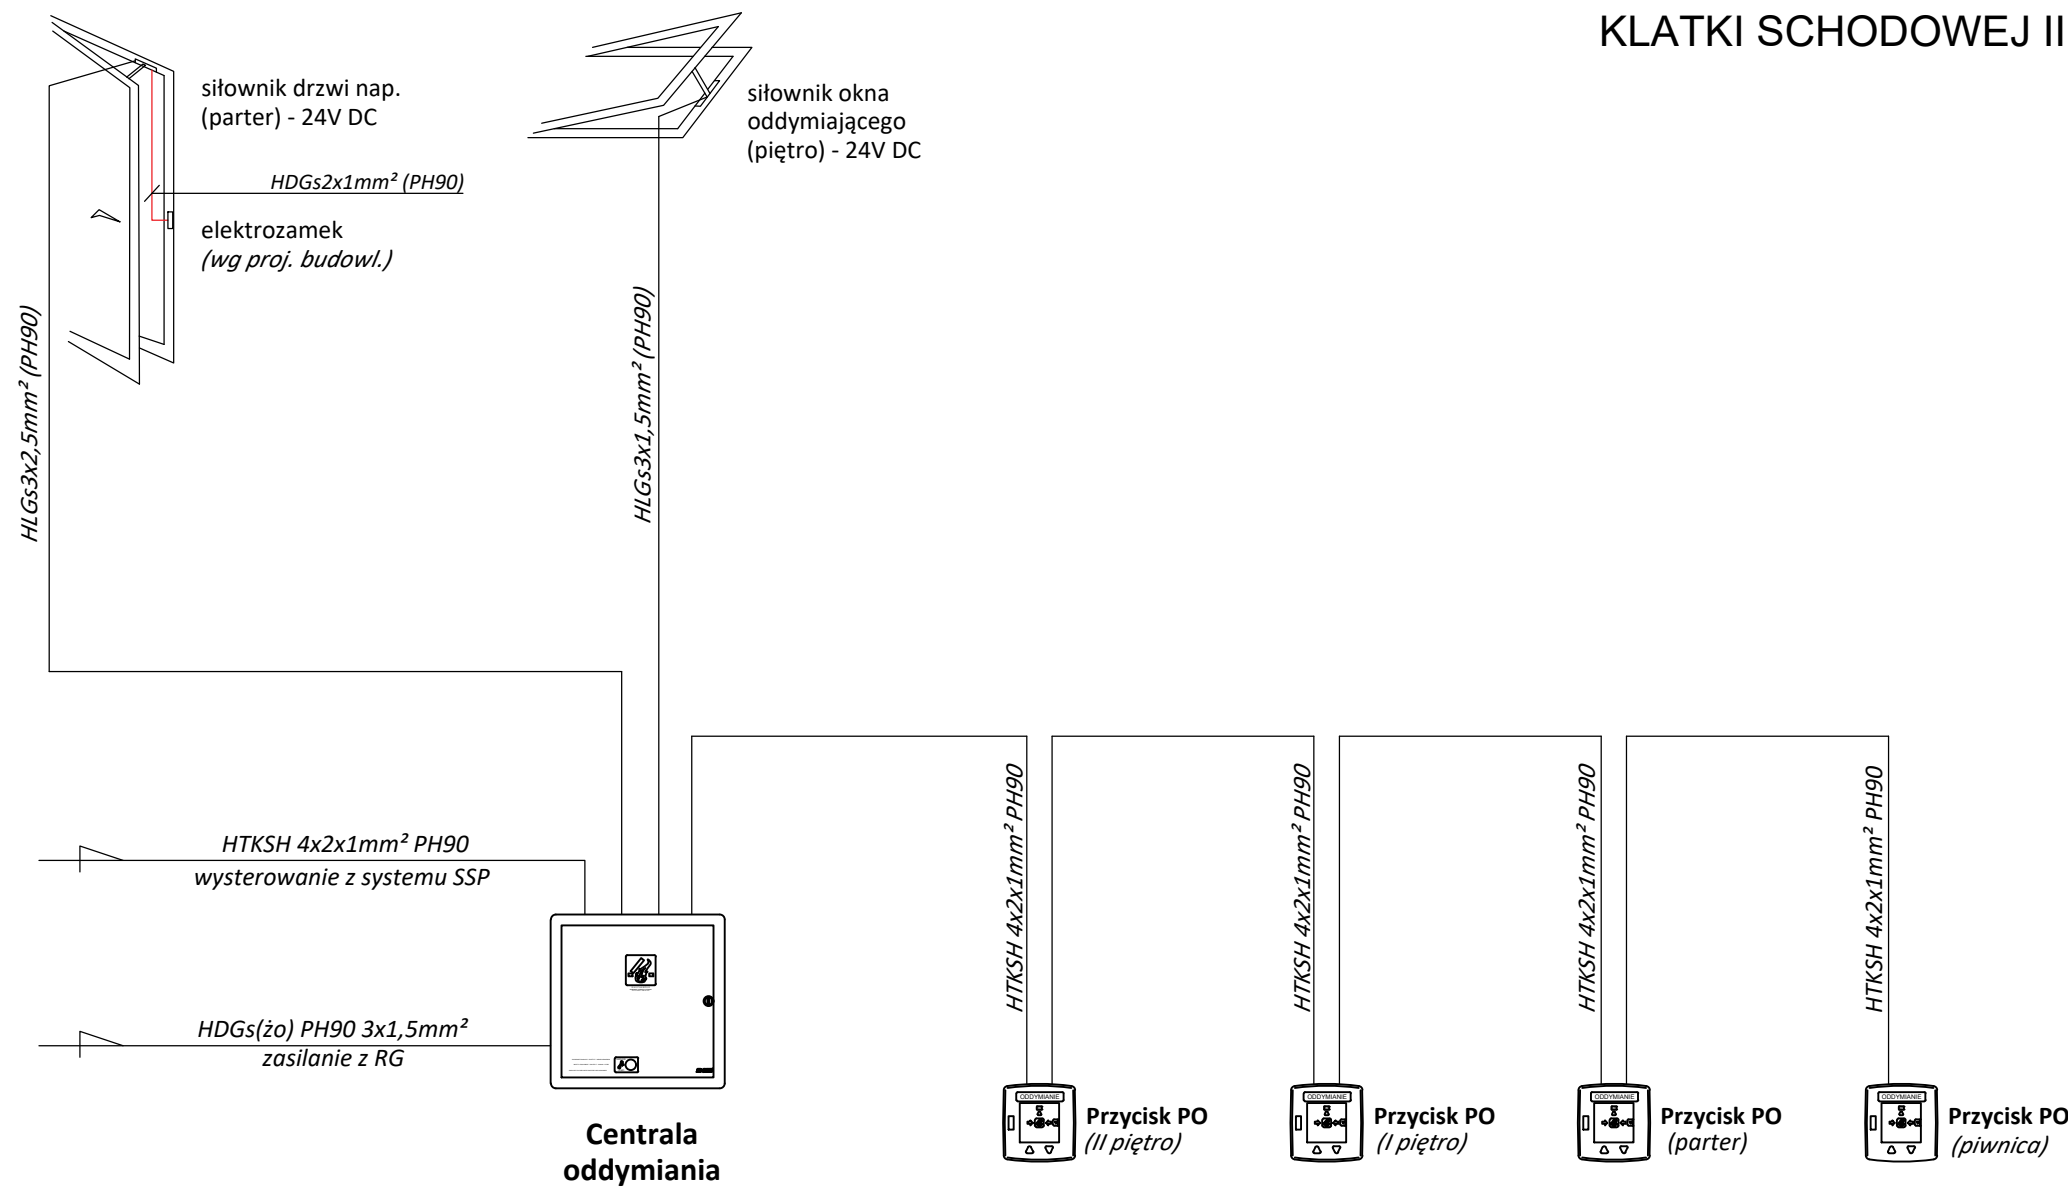 KLATKI SCHODOWEJ II
siłownik drzwi nap.
(parter) - 24V DC
HDGs2x1mm² (PH90)
elektrozamek
(wg proj. budowl.)
siłownik okna
oddymiającego
(piętro) - 24V DC
HLGs3x2,5mm² (PH90)
HLGs3x1,5mm² (PH90)
HTKSH 4x2x1mm² PH90
wysterowanie z systemu SSP
HDGs(żo) PH90 3x1,5mm²
zasilanie z RG
Centrala
oddymiania
HTKSH 4x2x1mm² PH90
HTKSH 4x2x1mm² PH90
HTKSH 4x2x1mm² PH90
HTKSH 4x2x1mm² PH90
ODDYMIANIE
Przycisk PO
(II piętro)
ODDYMIANIE
Przycisk PO
(I piętro)
ODDYMIANIE
Przycisk PO
(parter)
ODDYMIANIE
Przycisk PO
(piwnica)